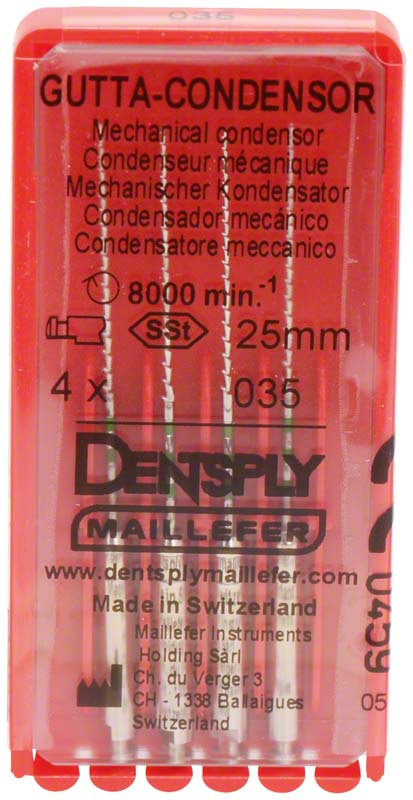 035
GUTTA-CONDENSOR
Mechanical condensor
Condenseur mécanique
Mechanischer Kondensator
Condensador mecánico
Condensatore meccanico
8000 min.-1
SSt 25mm
4 x 035
DENTSPLY
MAILLEFER
www.dentsplymaillefer.com
Made in Switzerland
Maillefer Instruments
Holding Sàrl
Ch. du Verger 3
CH - 1338 Ballaigues
Switzerland
0459
05